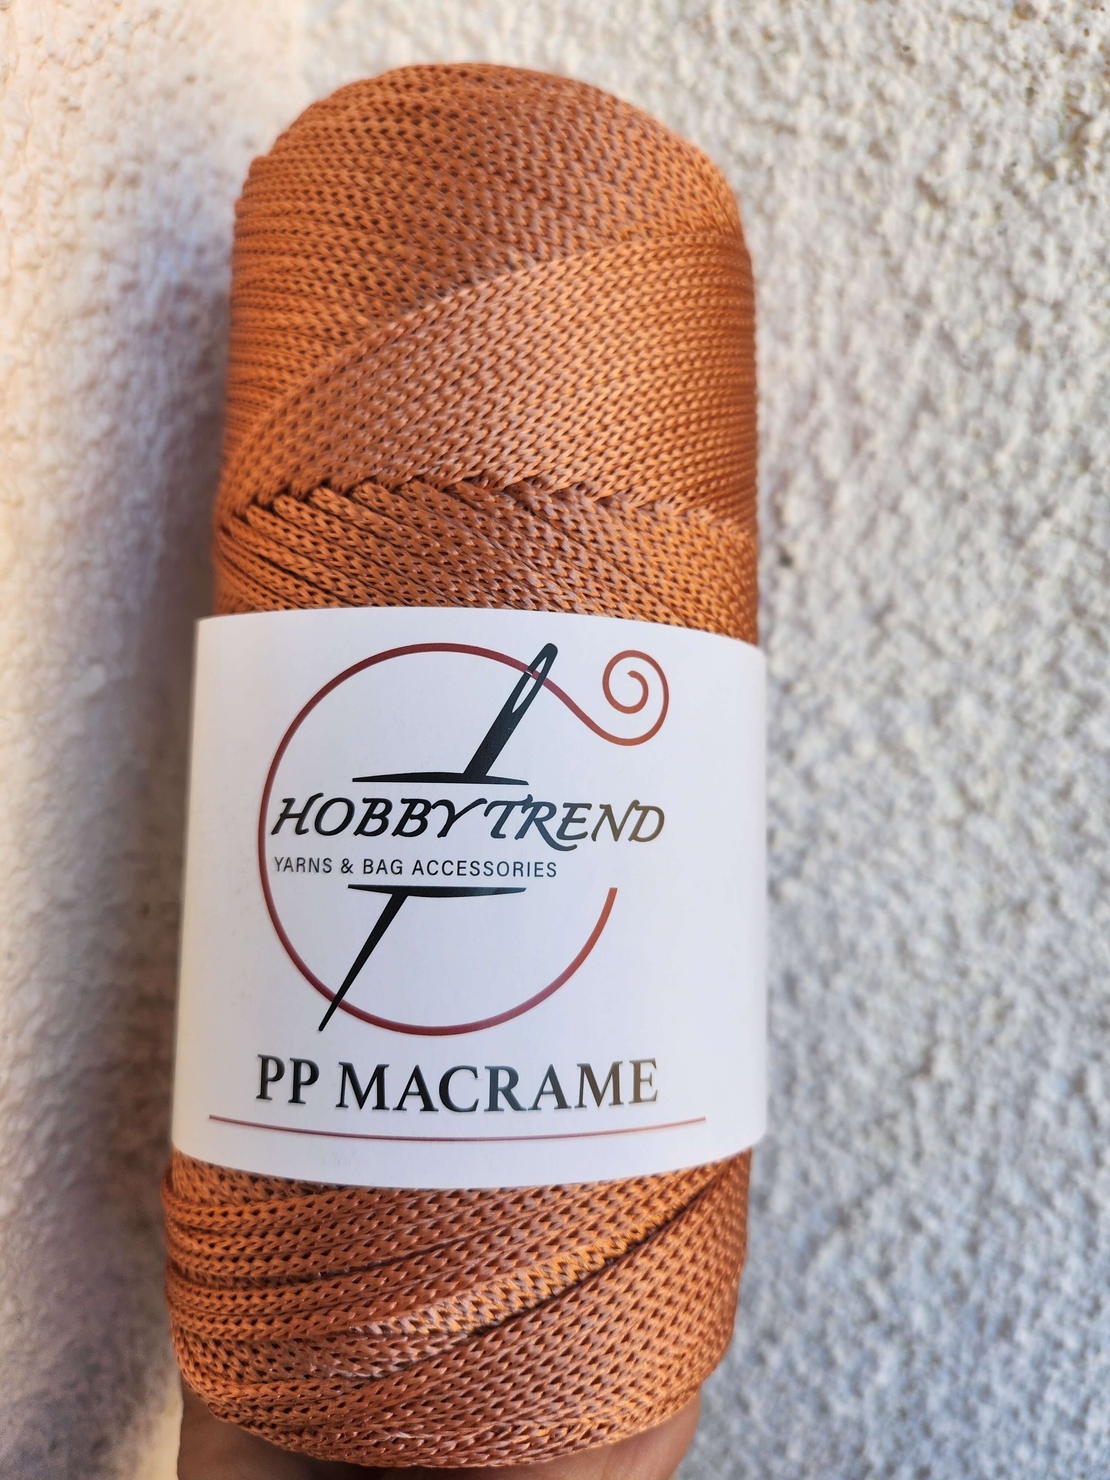 HOBBY TREND
YARNS & BAG ACCESSORIES
PP MACRAME